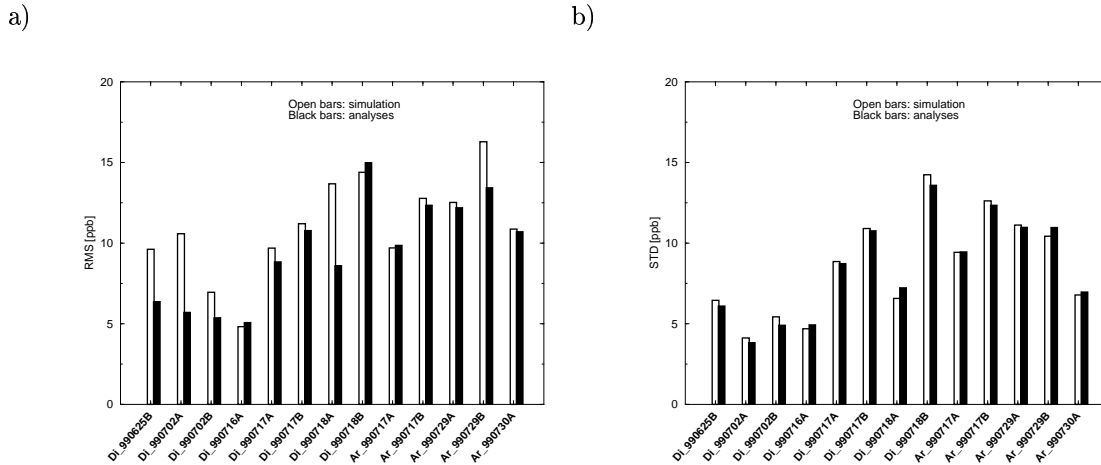 a)
b)
20
15
10
5
0
RMS [ppb]
Open bars: simulation
Black bars: analyses
Di_990625B
Di_990702A
Di_990702B
Di_990716A
Di_990717A
Di_990717B
Di_990718A
Di_990718B
Ar_990717A
Ar_990717B
Ar_990729A
Ar_990729B
Ar_990730A
20
15
10
5
0
STD [ppb]
Open bars: simulation
Black bars: analyses
Di_990625B
Di_990702A
Di_990702B
Di_990716A
Di_990717A
Di_990717B
Di_990718A
Di_990718B
Ar_990717A
Ar_990717B
Ar_990729A
Ar_990729B
Ar_990730A